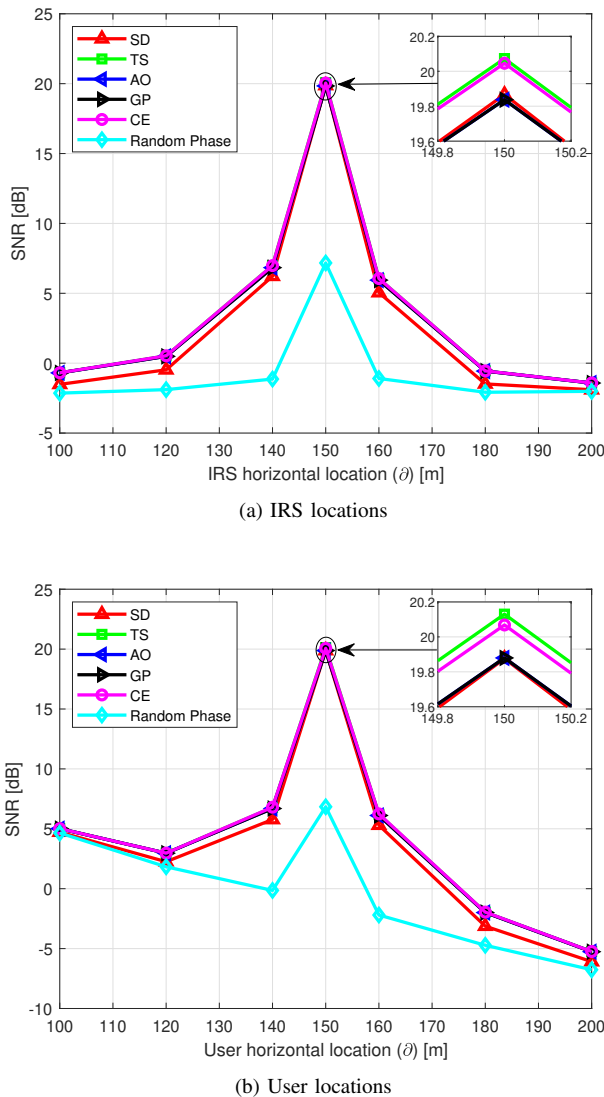 25
20
15
10
5
0
-5
SNR [dB]
SD
TS
AO
GP
CE
Random Phase
20.2
20
19.8
19.6
149.8 150 150.2
100 110 120 130 140 150 160 170 180 190 200
IRS horizontal location (∂) [m]
(a) IRS locations
25
20
15
10
5
0
-5
-10
SNR [dB]
SD
TS
AO
GP
CE
Random Phase
20.2
20
19.8
19.6
149.8 150 150.2
100 110 120 130 140 150 160 170 180 190 200
User horizontal location (∂) [m]
(b) User locations